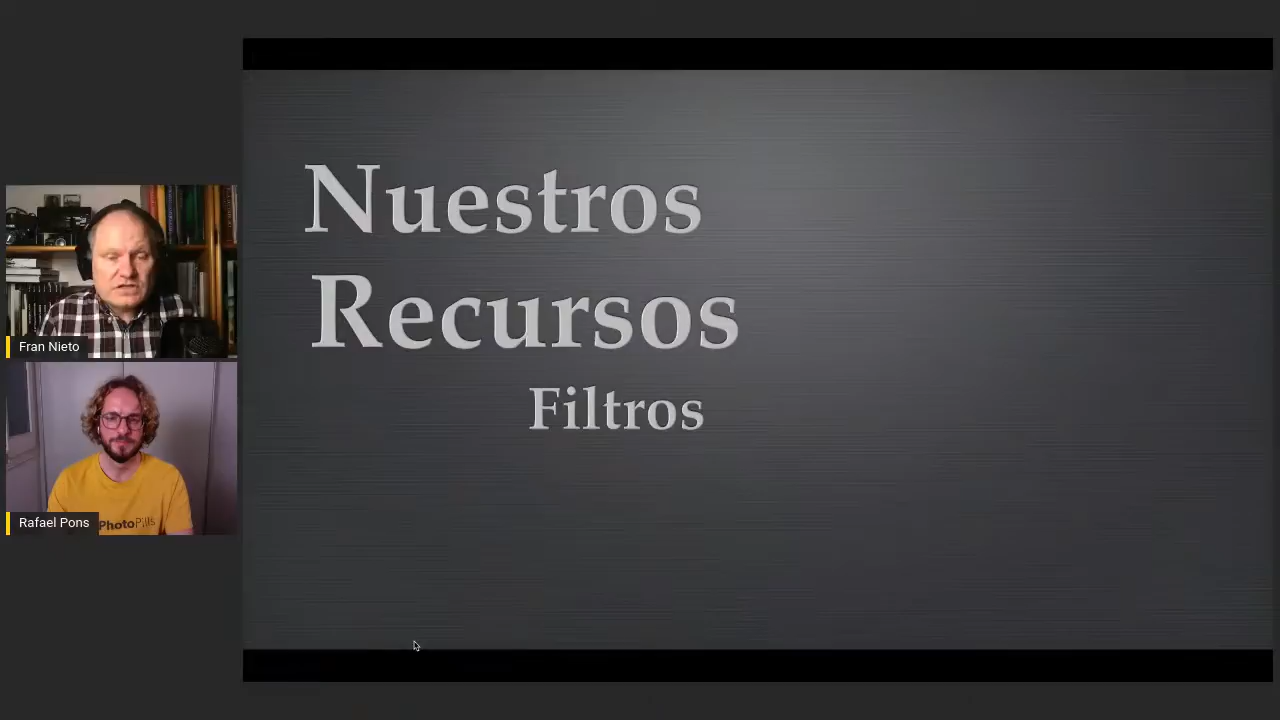 Nuestros
Recursos
Filtros
Fran Nieto
PhotoPills
Rafael Pons